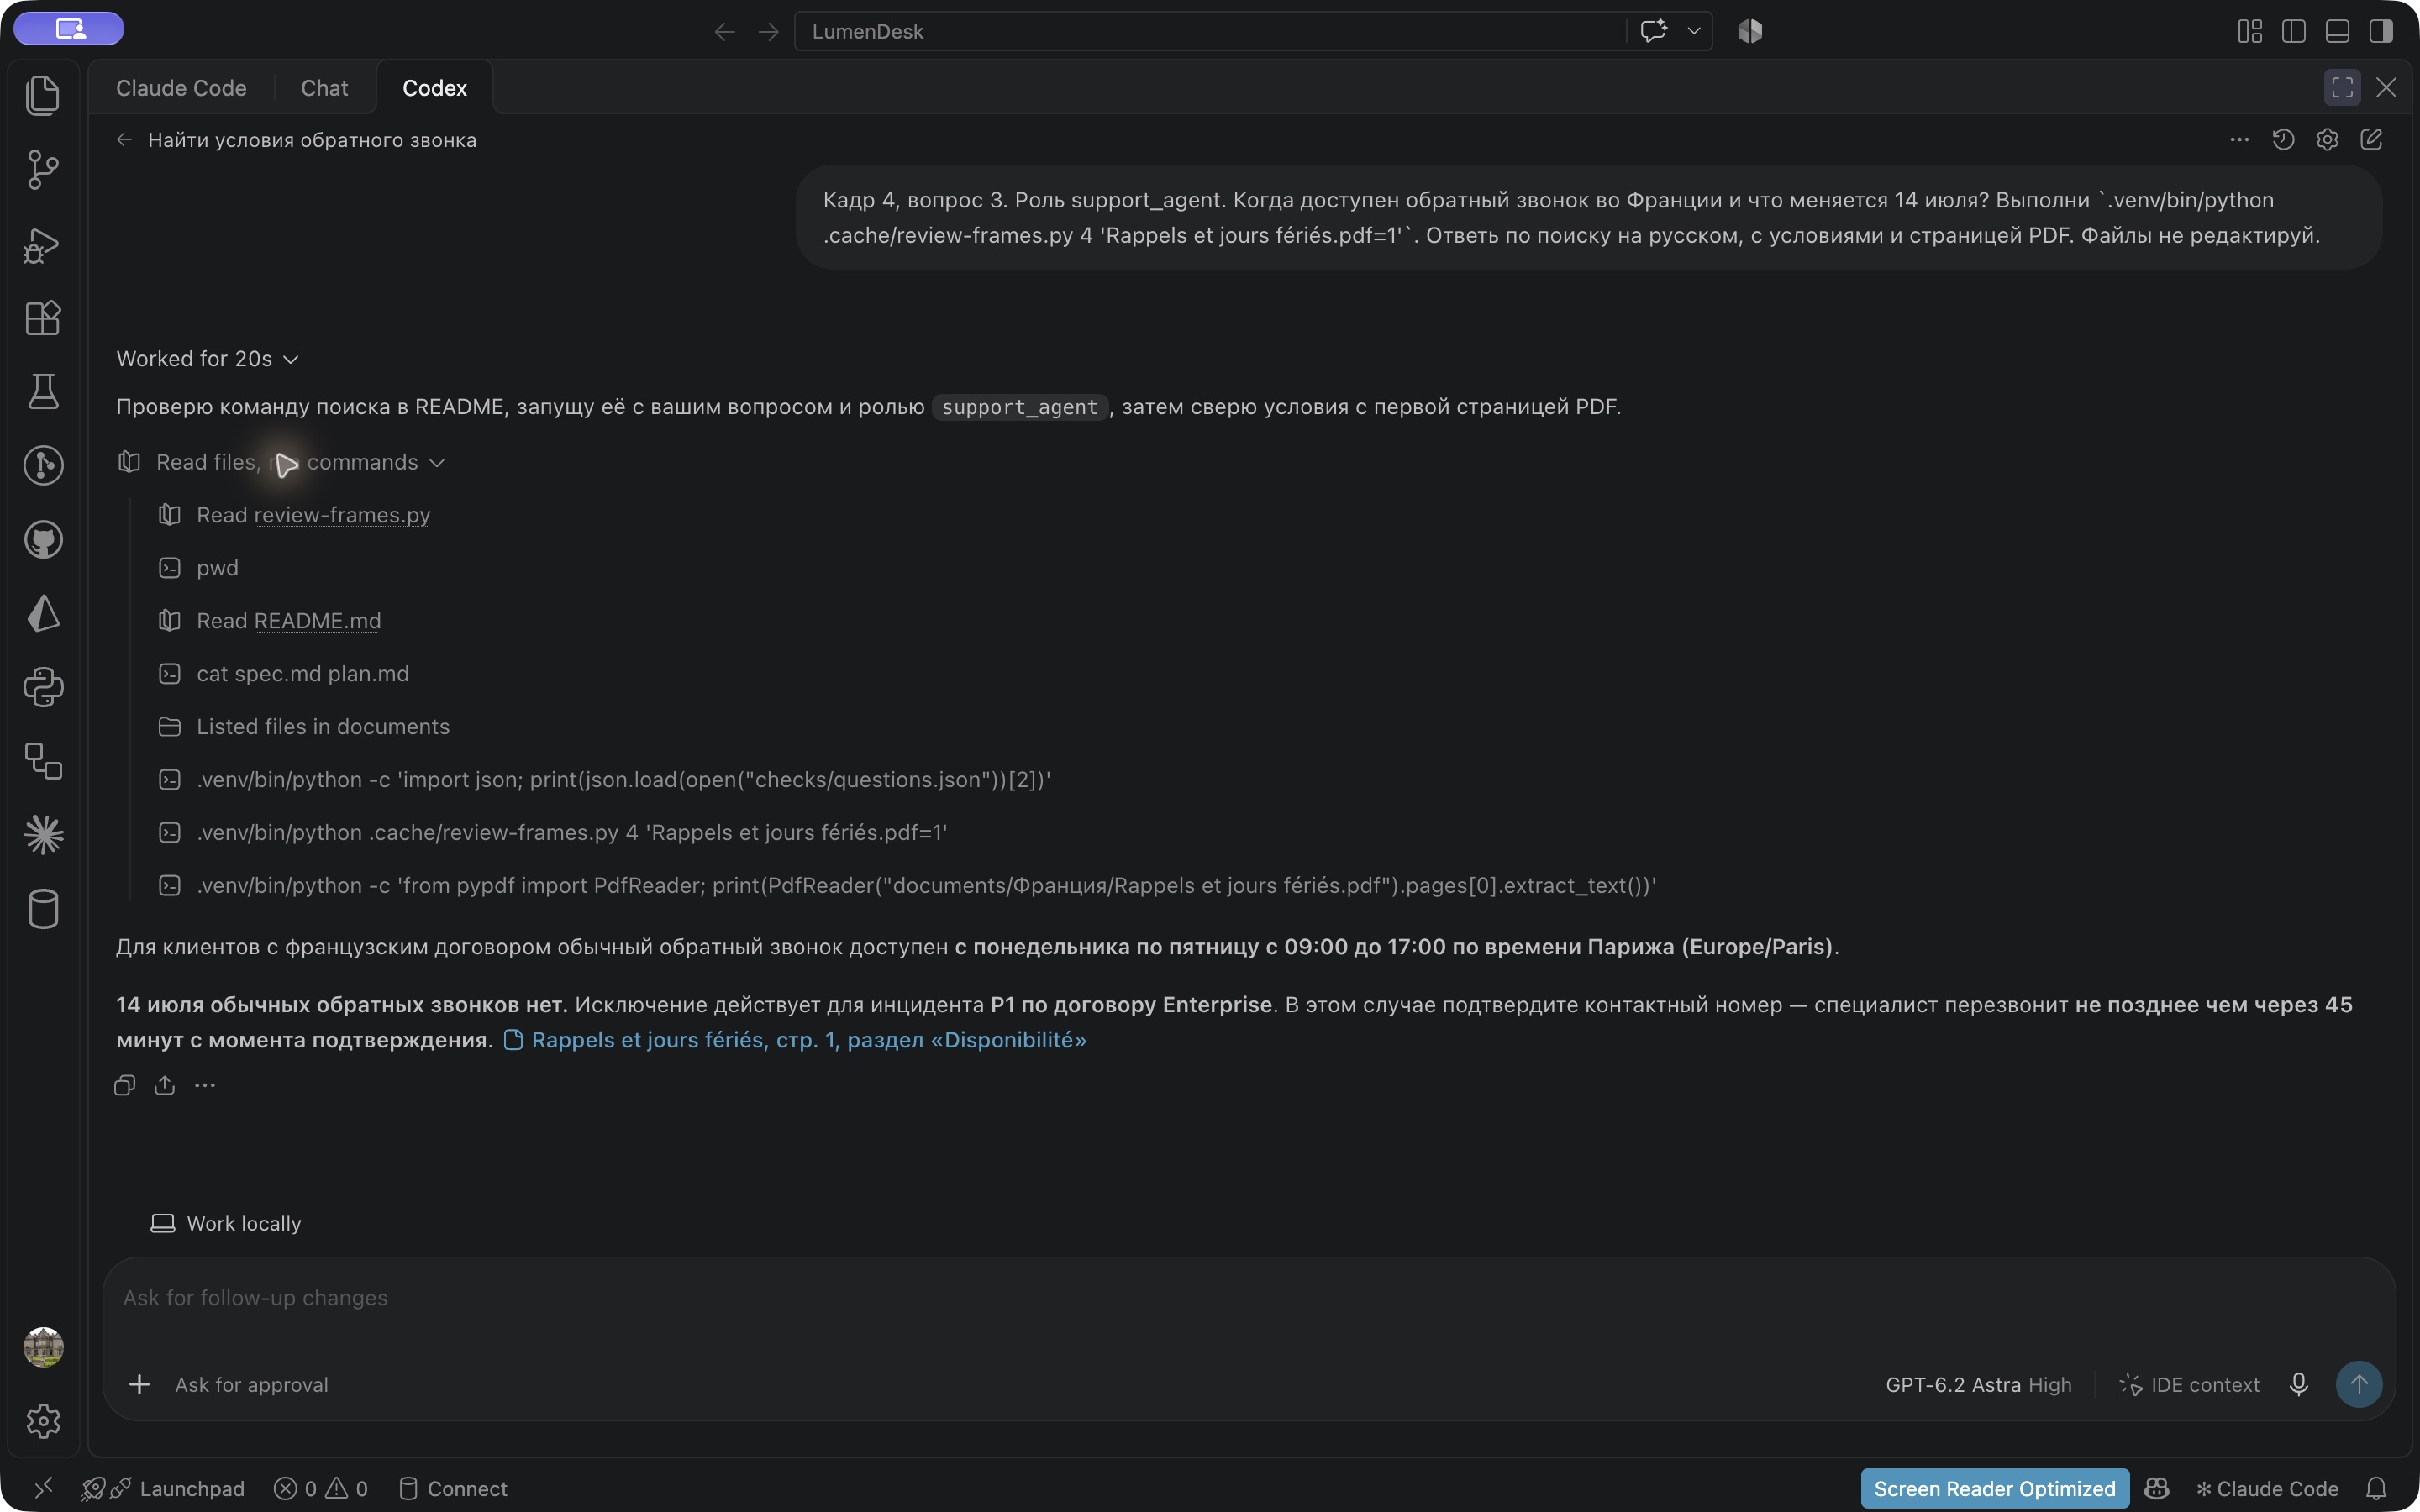 LumenDesk
Claude Code
Chat
Codex
Найти условия обратного звонка
Кадр 4, вопрос 3. Роль support_agent. Когда доступен обратный звонок во Франции и что меняется 14 июля? Выполни `.venv/bin/python
.cache/review-frames.py 4 'Rappels et jours fériés.pdf=1'`. Ответь по поиску на русском, с условиями и страницей PDF. Файлы не редактируй.
Worked for 20s
Проверю команду поиска в README, запущу её с вашим вопросом и ролью support_agent, затем сверю условия с первой страницей PDF.
Read files, commands
Read review-frames.py
pwd
Read README.md
cat spec.md plan.md
Listed files in documents
.venv/bin/python -c 'import json; print(json.load(open("checks/questions.json"))[2])'
.venv/bin/python .cache/review-frames.py 4 'Rappels et jours fériés.pdf=1'
.venv/bin/python -c 'from pypdf import PdfReader; print(PdfReader("documents/Франция/Rappels et jours fériés.pdf").pages[0].extract_text())'
Для клиентов с французским договором обычный обратный звонок доступен с понедельника по пятницу с 09:00 до 17:00 по времени Парижа (Europe/Paris).
14 июля обычных обратных звонков нет. Исключение действует для инцидента P1 по договору Enterprise. В этом случае подтвердите контактный номер — специалист перезвонит не позднее чем через 45
минут с момента подтверждения. Rappels et jours fériés, стр. 1, раздел «Disponibilité»
Work locally
Ask for follow-up changes
Ask for approval
GPT-6.2 Astra High
IDE context
Launchpad
0
0
Connect
Screen Reader Optimized
Claude Code